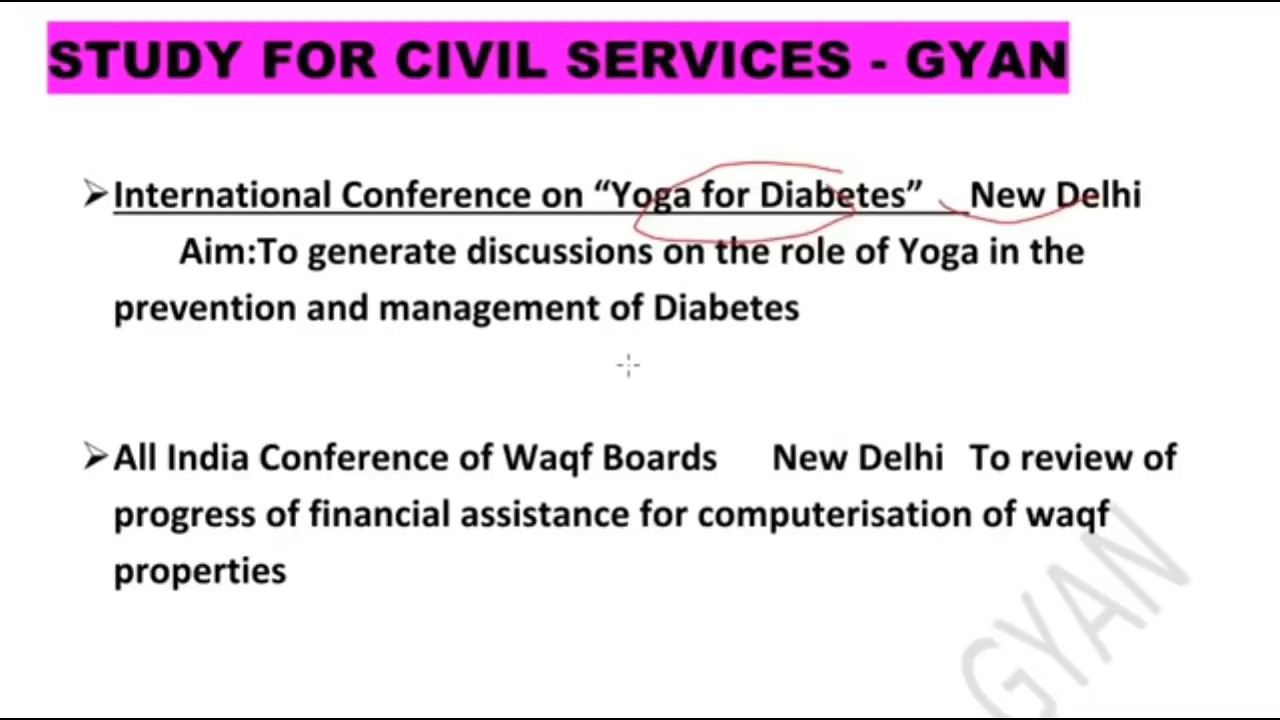 STUDY FOR CIVIL SERVICES - GYAN
➢International Conference on “Yoga for Diabetes” New Delhi
Aim:To generate discussions on the role of Yoga in the
prevention and management of Diabetes
➢All India Conference of Waqf Boards New Delhi To review of
progress of financial assistance for computerisation of waqf
properties
GYAN